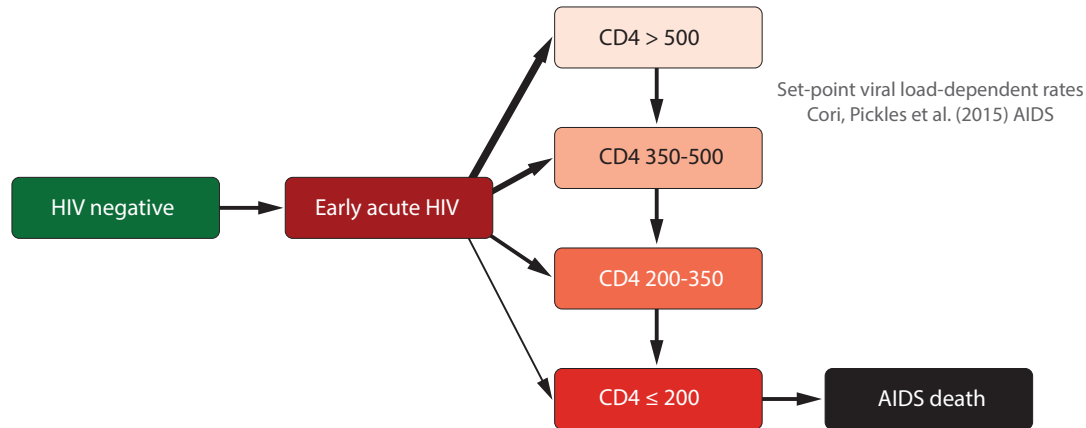 CD4 > 500
Set-point viral load-dependent rates
Cori, Pickles et al. (2015) AIDS
CD4 350-500
HIV negative
Early acute HIV
CD4 200-350
CD4 ≤ 200
AIDS death